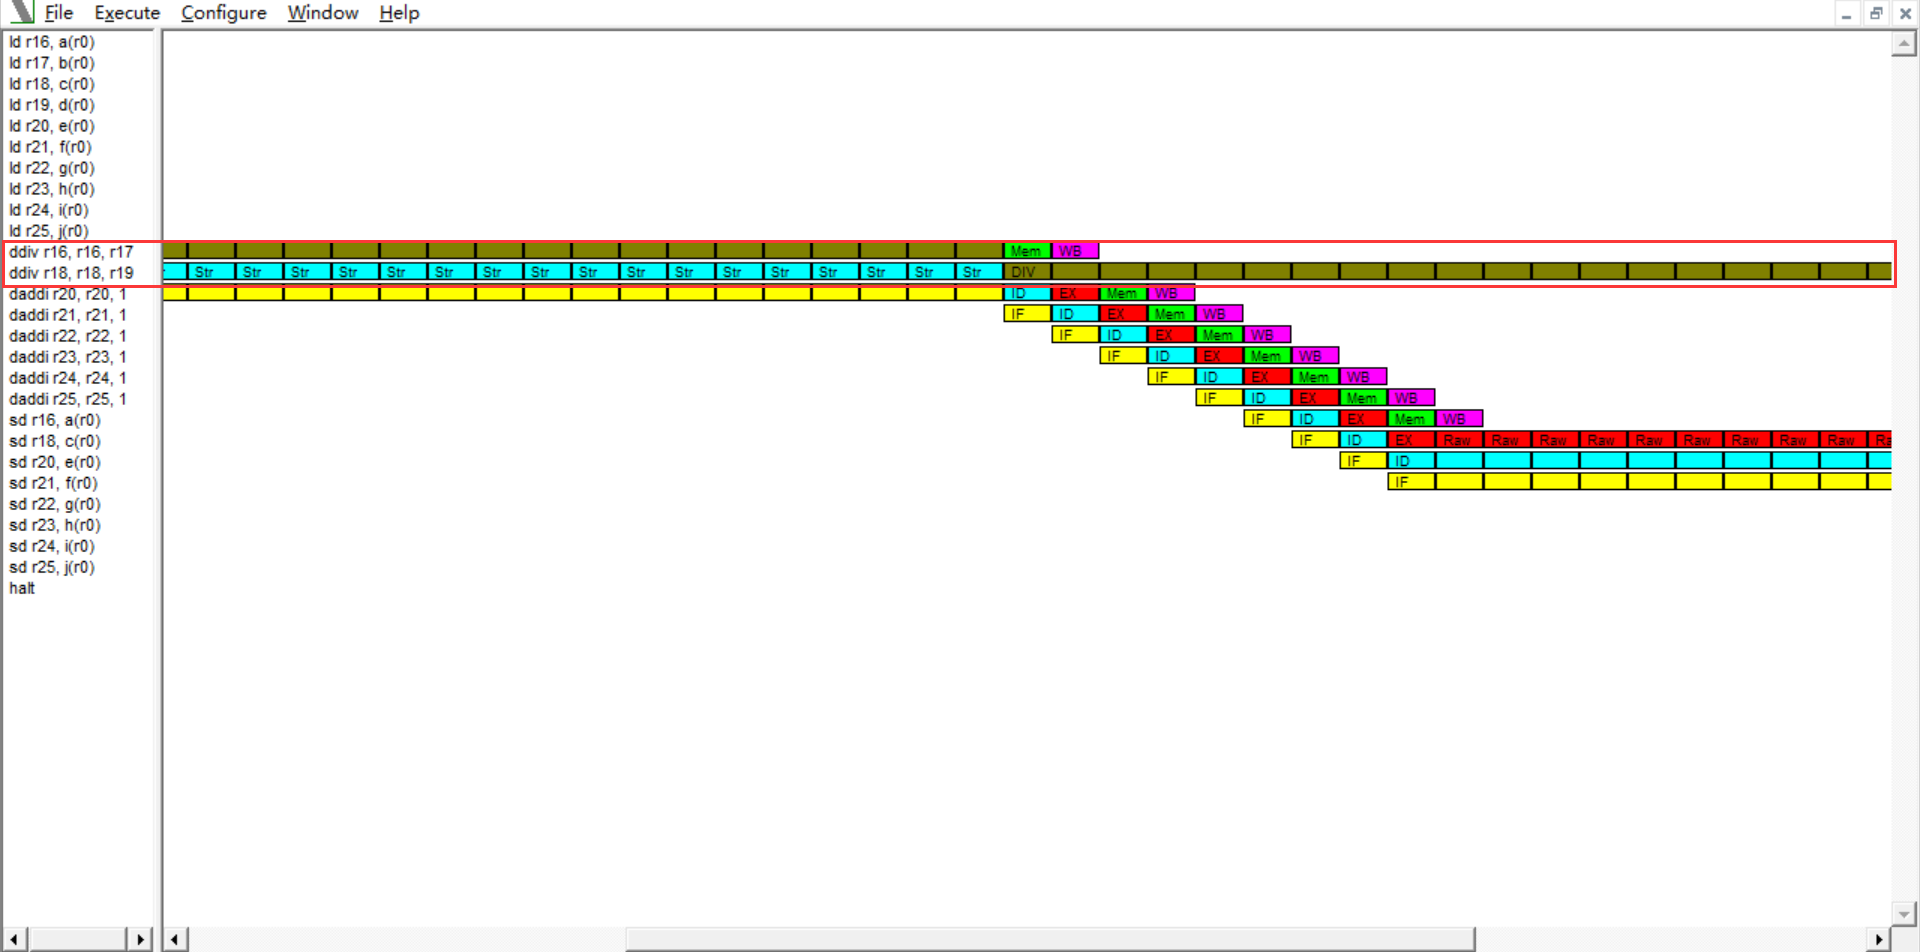 File Execute Configure Window Help
ld r16, a(r0)
ld r17, b(r0)
ld r18, c(r0)
ld r19, d(r0)
ld r20, e(r0)
ld r21, f(r0)
ld r22, g(r0)
ld r23, h(r0)
ld r24, i(r0)
ld r25, j(r0)
ddiv r16, r16, r17 Mem WB
ddiv r18, r18, r19 Str Str Str Str Str Str Str Str Str Str Str Str Str Str Str Str Str DIV
daddi r20, r20, 1 ID EX Mem WB
daddi r21, r21, 1 IF ID EX Mem WB
daddi r22, r22, 1 IF ID EX Mem WB
daddi r23, r23, 1 IF ID EX Mem WB
daddi r24, r24, 1 IF ID EX Mem WB
daddi r25, r25, 1 IF ID EX Mem WB
sd r16, a(r0) IF ID EX Mem WB
sd r18, c(r0) IF ID EX Raw Raw Raw Raw Raw Raw Raw Raw Raw Ra
sd r20, e(r0) IF ID
sd r21, f(r0) IF
sd r22, g(r0)
sd r23, h(r0)
sd r24, i(r0)
sd r25, j(r0)
halt